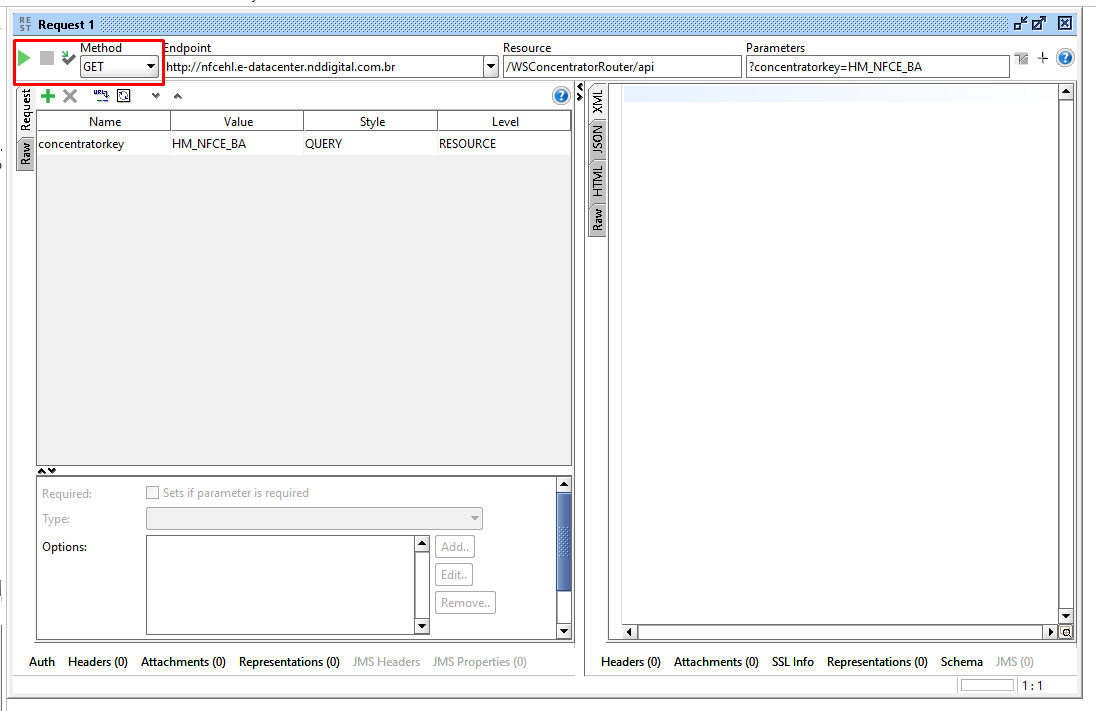 REST Request 1
Method Endpoint Resource Parameters
GET http://nfcehl.e-datacenter.nddigital.com.br /WSConcentratorRouter/api ?concentratorkey=HM_NFCE_BA
Request
Raw
Name Value Style Level
concentratorkey HM_NFCE_BA QUERY RESOURCE
Required: Sets if parameter is required
Type:
Options: Add..
Edit..
Remove..
Auth Headers (0) Attachments (0) Representations (0) JMS Headers JMS Properties (0)
XML
JSON
HTML
Raw
Headers (0) Attachments (0) SSL Info Representations (0) Schema JMS (0)
1 : 1